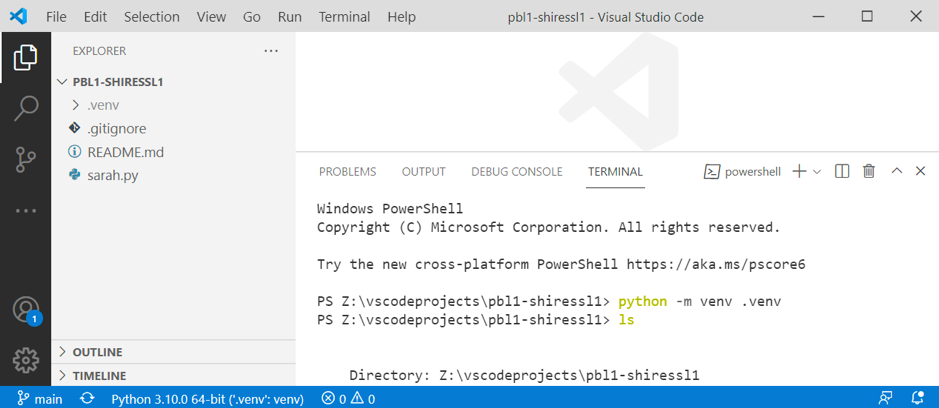 File Edit Selection View Go Run Terminal Help pbl1-shiressl1 - Visual Studio Code
EXPLORER ...
PBL1-SHIRESSL1
.venv
.gitignore
README.md
sarah.py
OUTLINE
TIMELINE
PROBLEMS OUTPUT DEBUG CONSOLE TERMINAL powershell
Windows PowerShell
Copyright (C) Microsoft Corporation. All rights reserved.
Try the new cross-platform PowerShell https://aka.ms/pscore6
PS Z:\vscodeprojects\pbl1-shiressl1> python -m venv .venv
PS Z:\vscodeprojects\pbl1-shiressl1> ls
Directory: Z:\vscodeprojects\pbl1-shiressl1
1
main Python 3.10.0 64-bit ('.venv': venv) 0 0